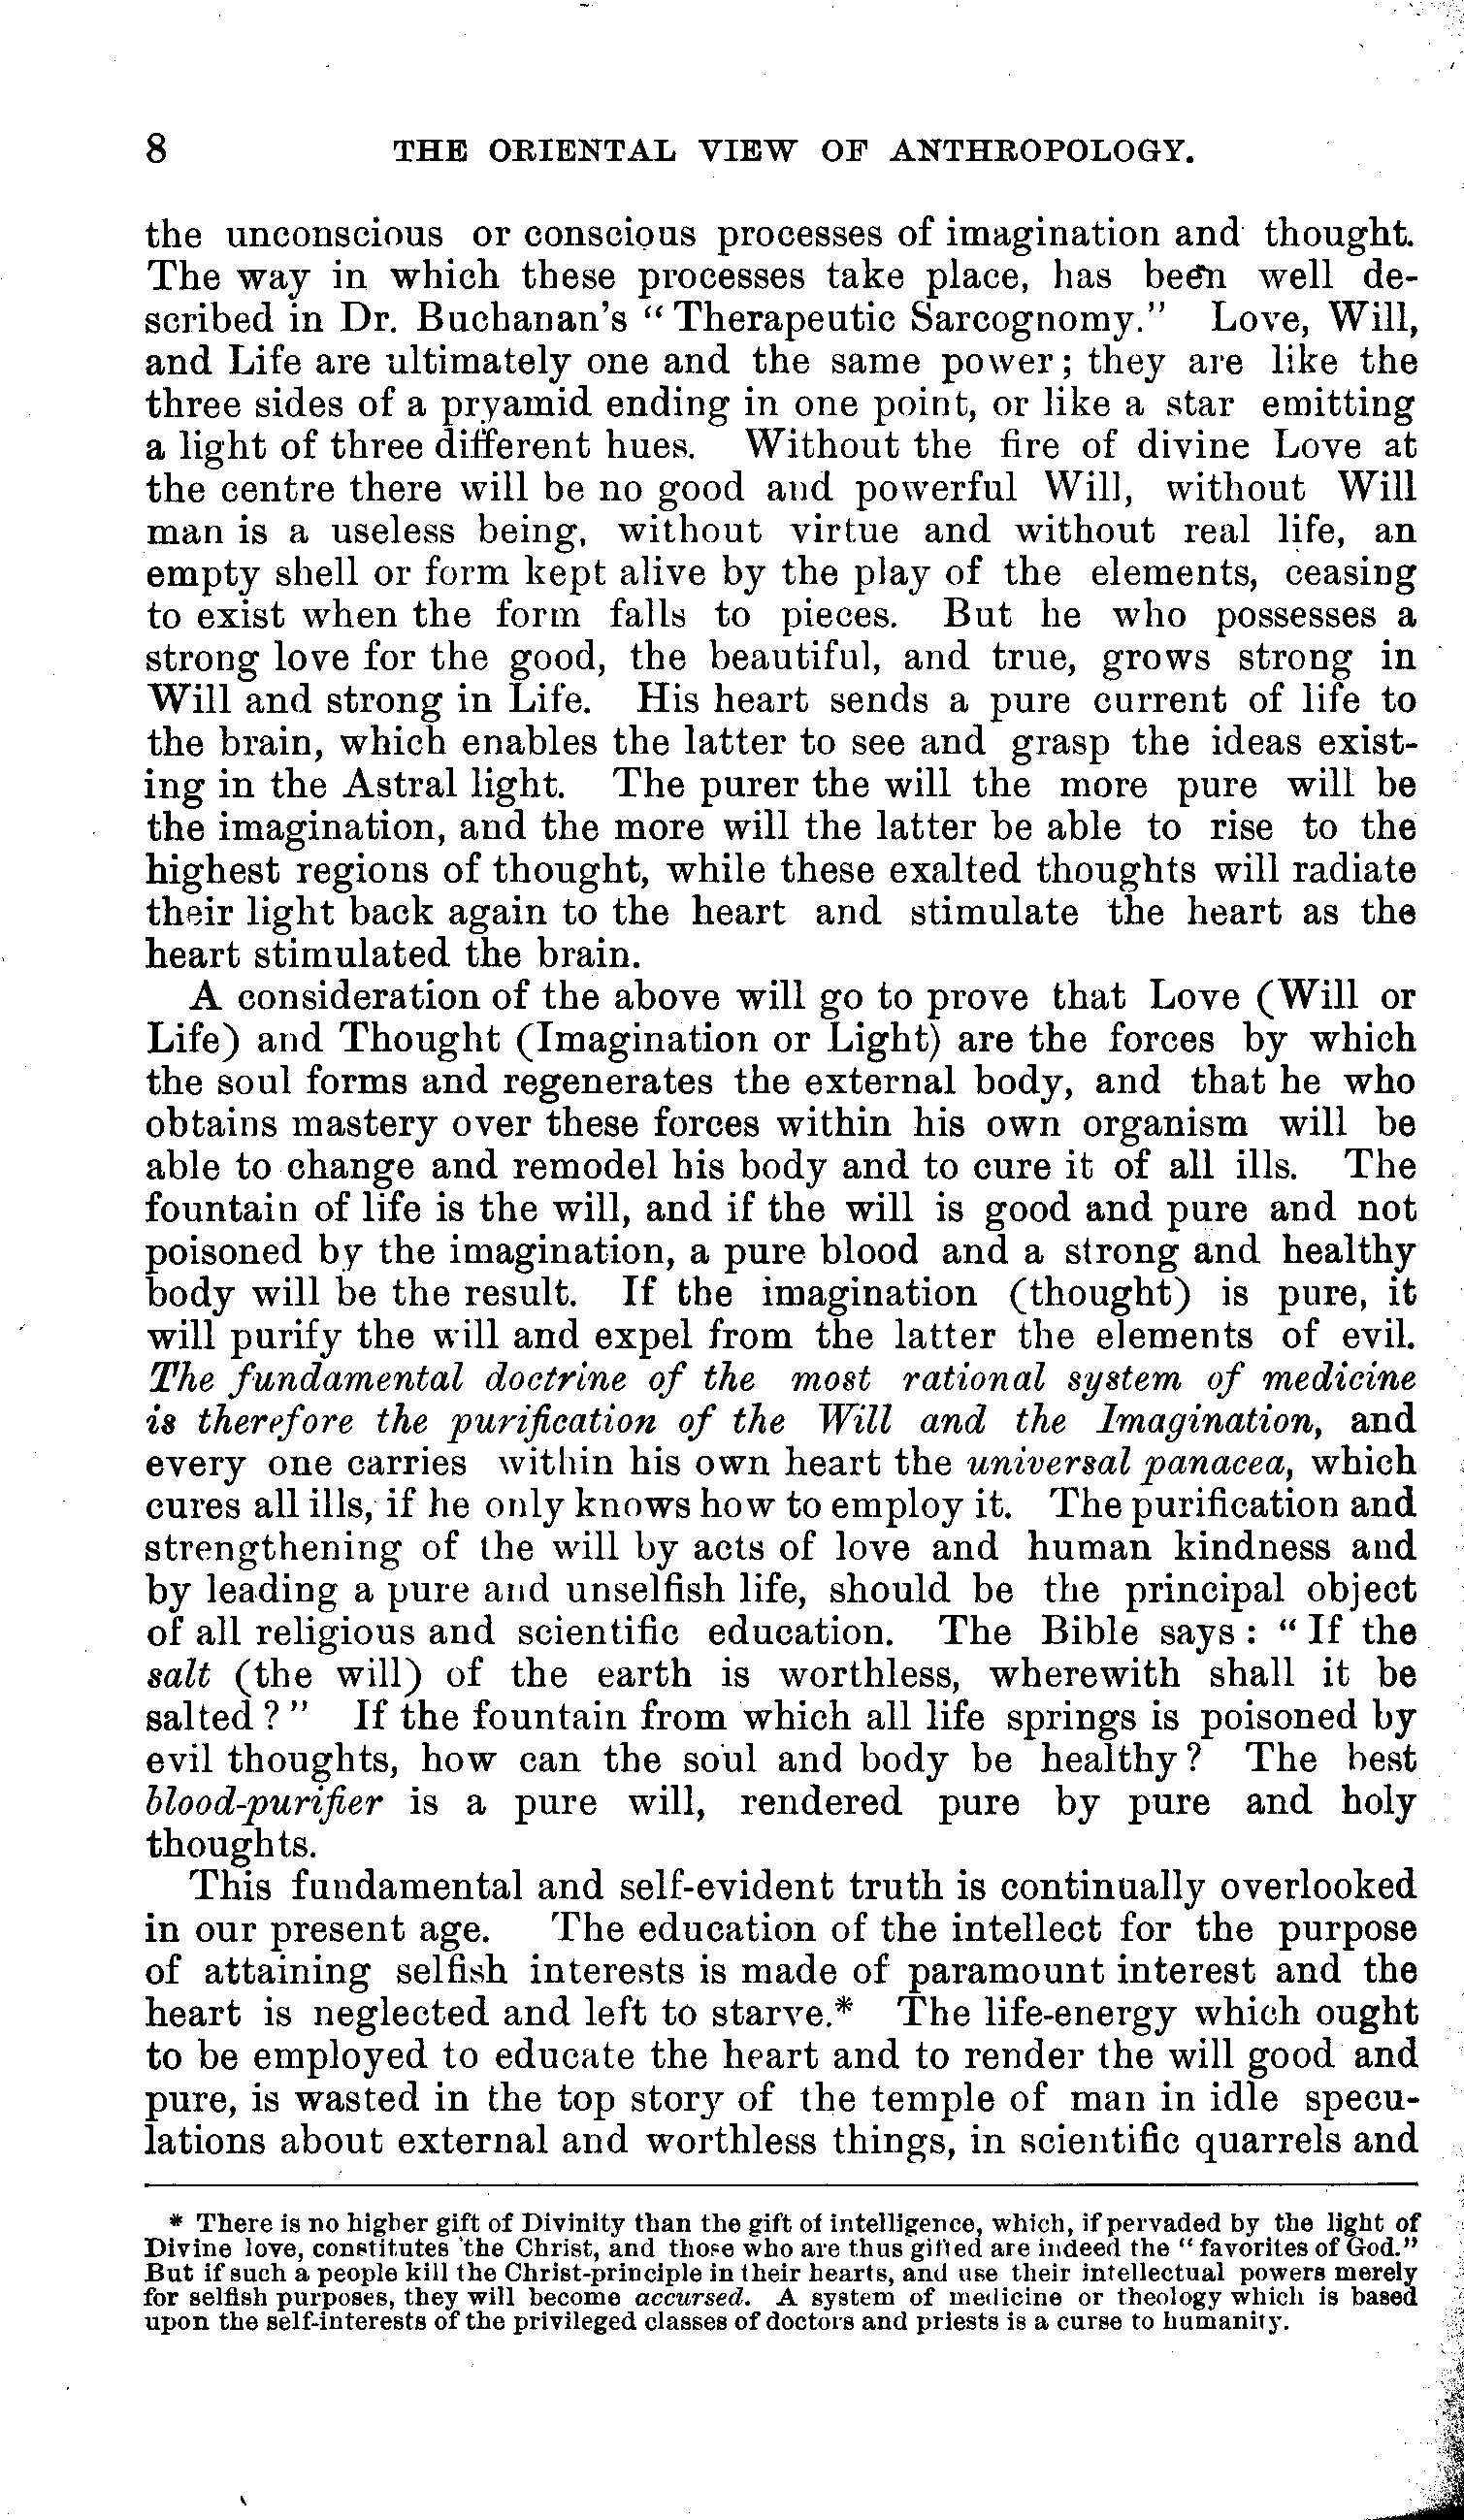 8 THE ORIENTAL VIEW OF ANTHROPOLOGY.
the unconscious or conscious processes of imagination and thought.
The way in which these processes take place, has been well de-
scribed in Dr. Buchanan's "Therapeutic Sarcognomy." Love, Will,
and Life are ultimately one and the same power; they are like the
three sides of a pryamid ending in one point, or like a star emitting
a light of three different hues. Without the fire of divine Love at
the centre there will be no good and powerful Will, without Will
man is a useless being, without virtue and without real life, an
empty shell or form kept alive by the play of the elements, ceasing
to exist when the form falls to pieces. But he who possesses a
strong love for the good, the beautiful, and true, grows strong in
Will and strong in Life. His heart sends a pure current of life to
the brain, which enables the latter to see and grasp the ideas exist-
ing in the Astral light. The purer the will the more pure will be
the imagination, and the more will the latter be able to rise to the
highest regions of thought, while these exalted thoughts will radiate
their light back again to the heart and stimulate the heart as the
heart stimulated the brain.
A consideration of the above will go to prove that Love (Will or
Life) and Thought (Imagination or Light) are the forces by which
the soul forms and regenerates the external body, and that he who
obtains mastery over these forces within his own organism will be
able to change and remodel his body and to cure it of all ills. The
fountain of life is the will, and if the will is good and pure and not
poisoned by the imagination, a pure blood and a strong and healthy
body will be the result. If the imagination (thought) is pure, it
will purify the will and expel from the latter the elements of evil.
The fundamental doctrine of the most rational system of medicine
is therefore the purification of the Will and the Imagination, and
every one carries within his own heart the universal panacea, which
cures all ills, if he only knows how to employ it. The purification and
strengthening of the will by acts of love and human kindness and
by leading a pure and unselfish life, should be the principal object
of all religious and scientific education. The Bible says: "If the
salt (the will) of the earth is worthless, wherewith shall it be
salted?" If the fountain from which all life springs is poisoned by
evil thoughts, how can the soul and body be healthy? The best
blood-purifier is a pure will, rendered pure by pure and holy
thoughts.
This fundamental and self-evident truth is continually overlooked
in our present age. The education of the intellect for the purpose
of attaining selfish interests is made of paramount interest and the
heart is neglected and left to starve.* The life-energy which ought
to be employed to educate the heart and to render the will good and
pure, is wasted in the top story of the temple of man in idle specu-
lations about external and worthless things, in scientific quarrels and
* There is no higher gift of Divinity than the gift of intelligence, which, if pervaded by the light of
Divine love, constitutes the Christ, and those who are thus gifted are indeed the "favorites of God."
But if such a people kill the Christ-principle in their hearts, and use their intellectual powers merely
for selfish purposes, they will become accursed. A system of medicine or theology which is based
upon the self-interests of the privileged classes of doctors and priests is a curse to humanity.